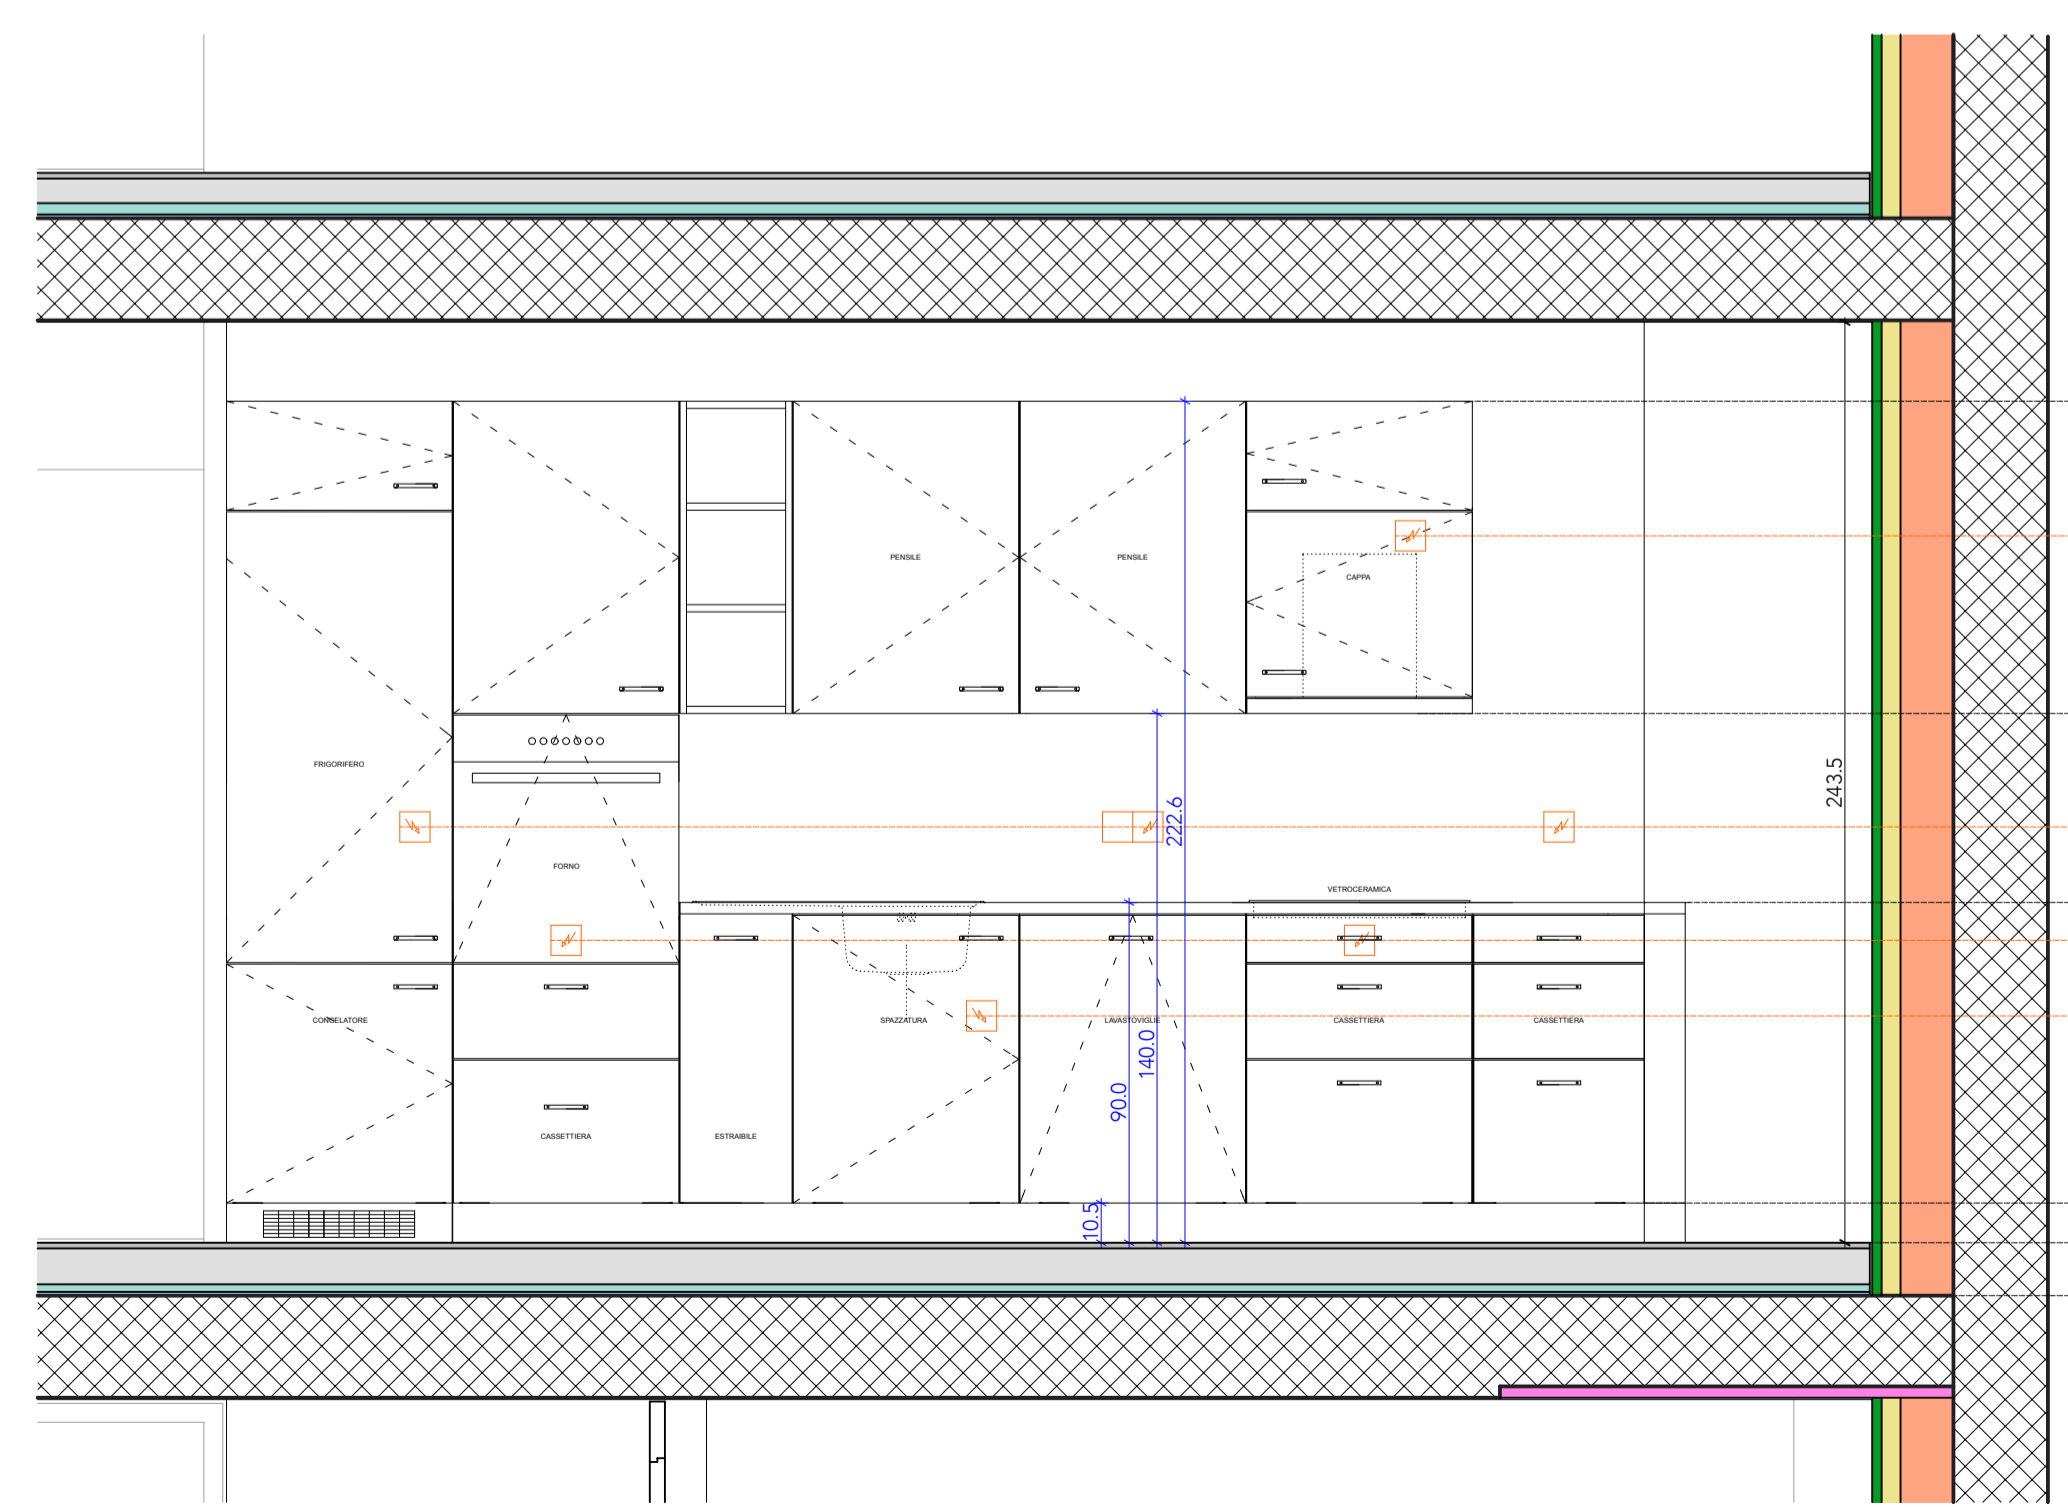 PENSILE
PENSILE
CAPPA
FRIGORIFERO
243.5
222.6
FORNO
VETROCERAMICA
CONGELATORE
SPAZZATURA
LAVASTOVIGLIE
CASSETTIERA
CASSETTIERA
140.0
90.0
CASSETTIERA
ESTRAIBILE
10.5